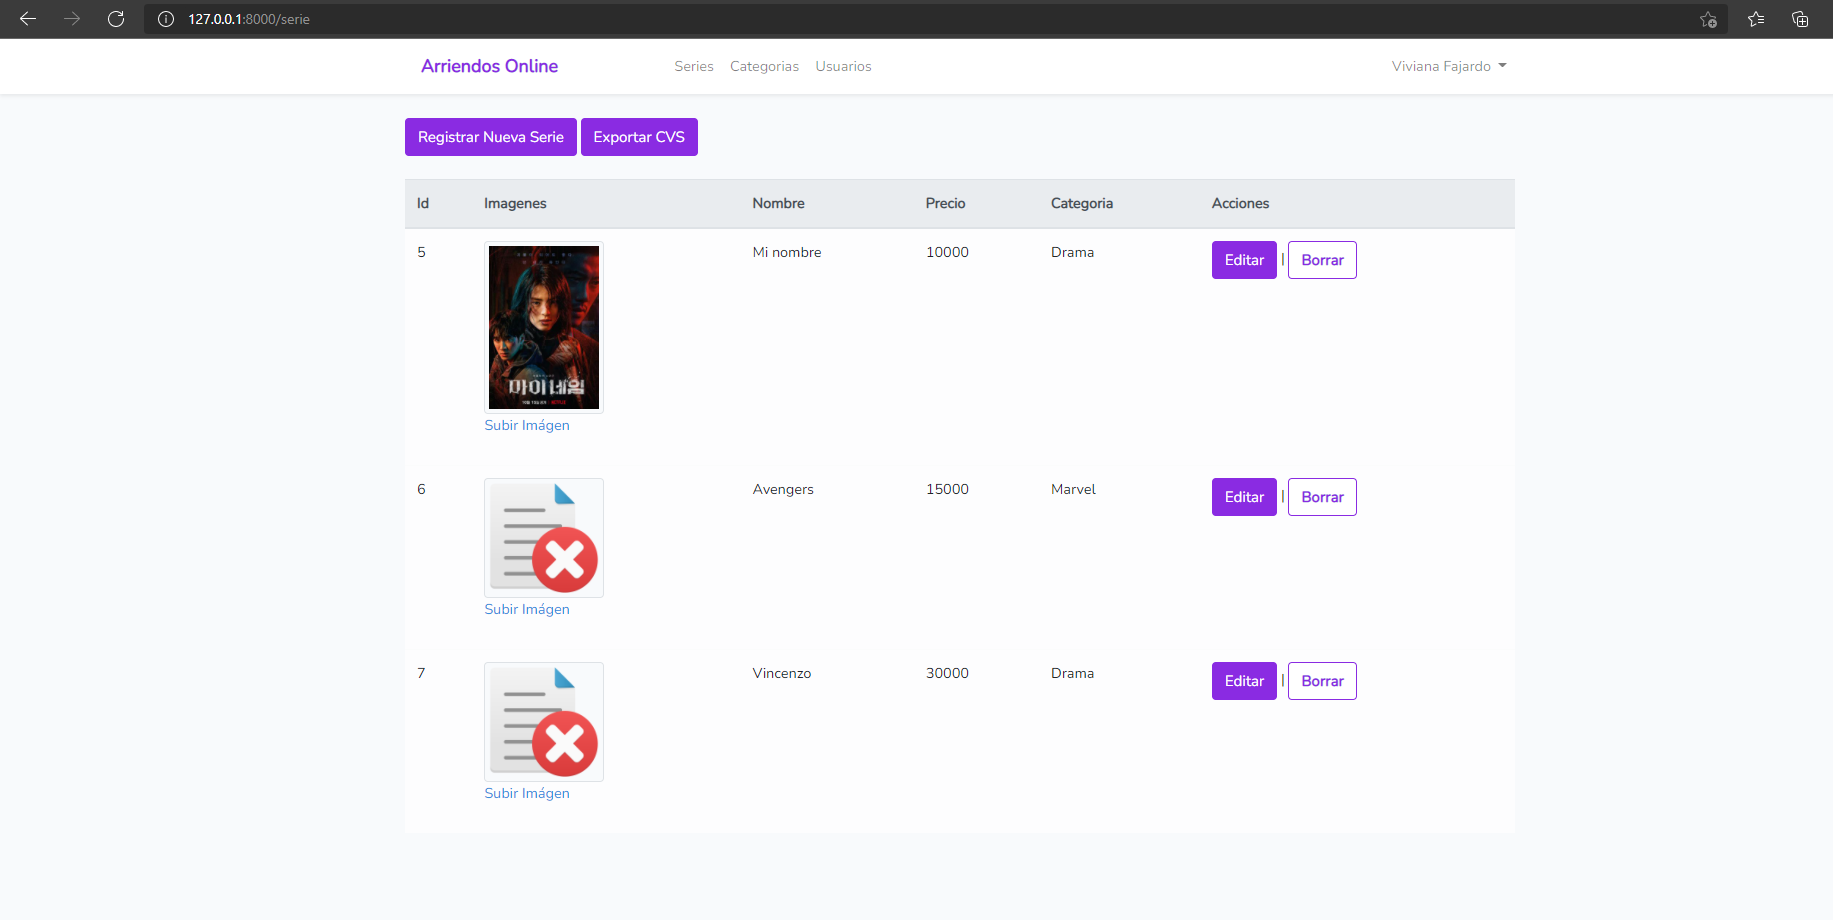 127.0.0.1:8000/serie
Arriendos Online Series Categorias Usuarios Viviana Fajardo
Registrar Nueva Serie Exportar CVS
Id Imagenes Nombre Precio Categoria Acciones
5 Mi nombre 10000 Drama Editar | Borrar
마이 네임
Subir Imágen
6 Avengers 15000 Marvel Editar | Borrar
Subir Imágen
7 Vincenzo 30000 Drama Editar | Borrar
Subir Imágen